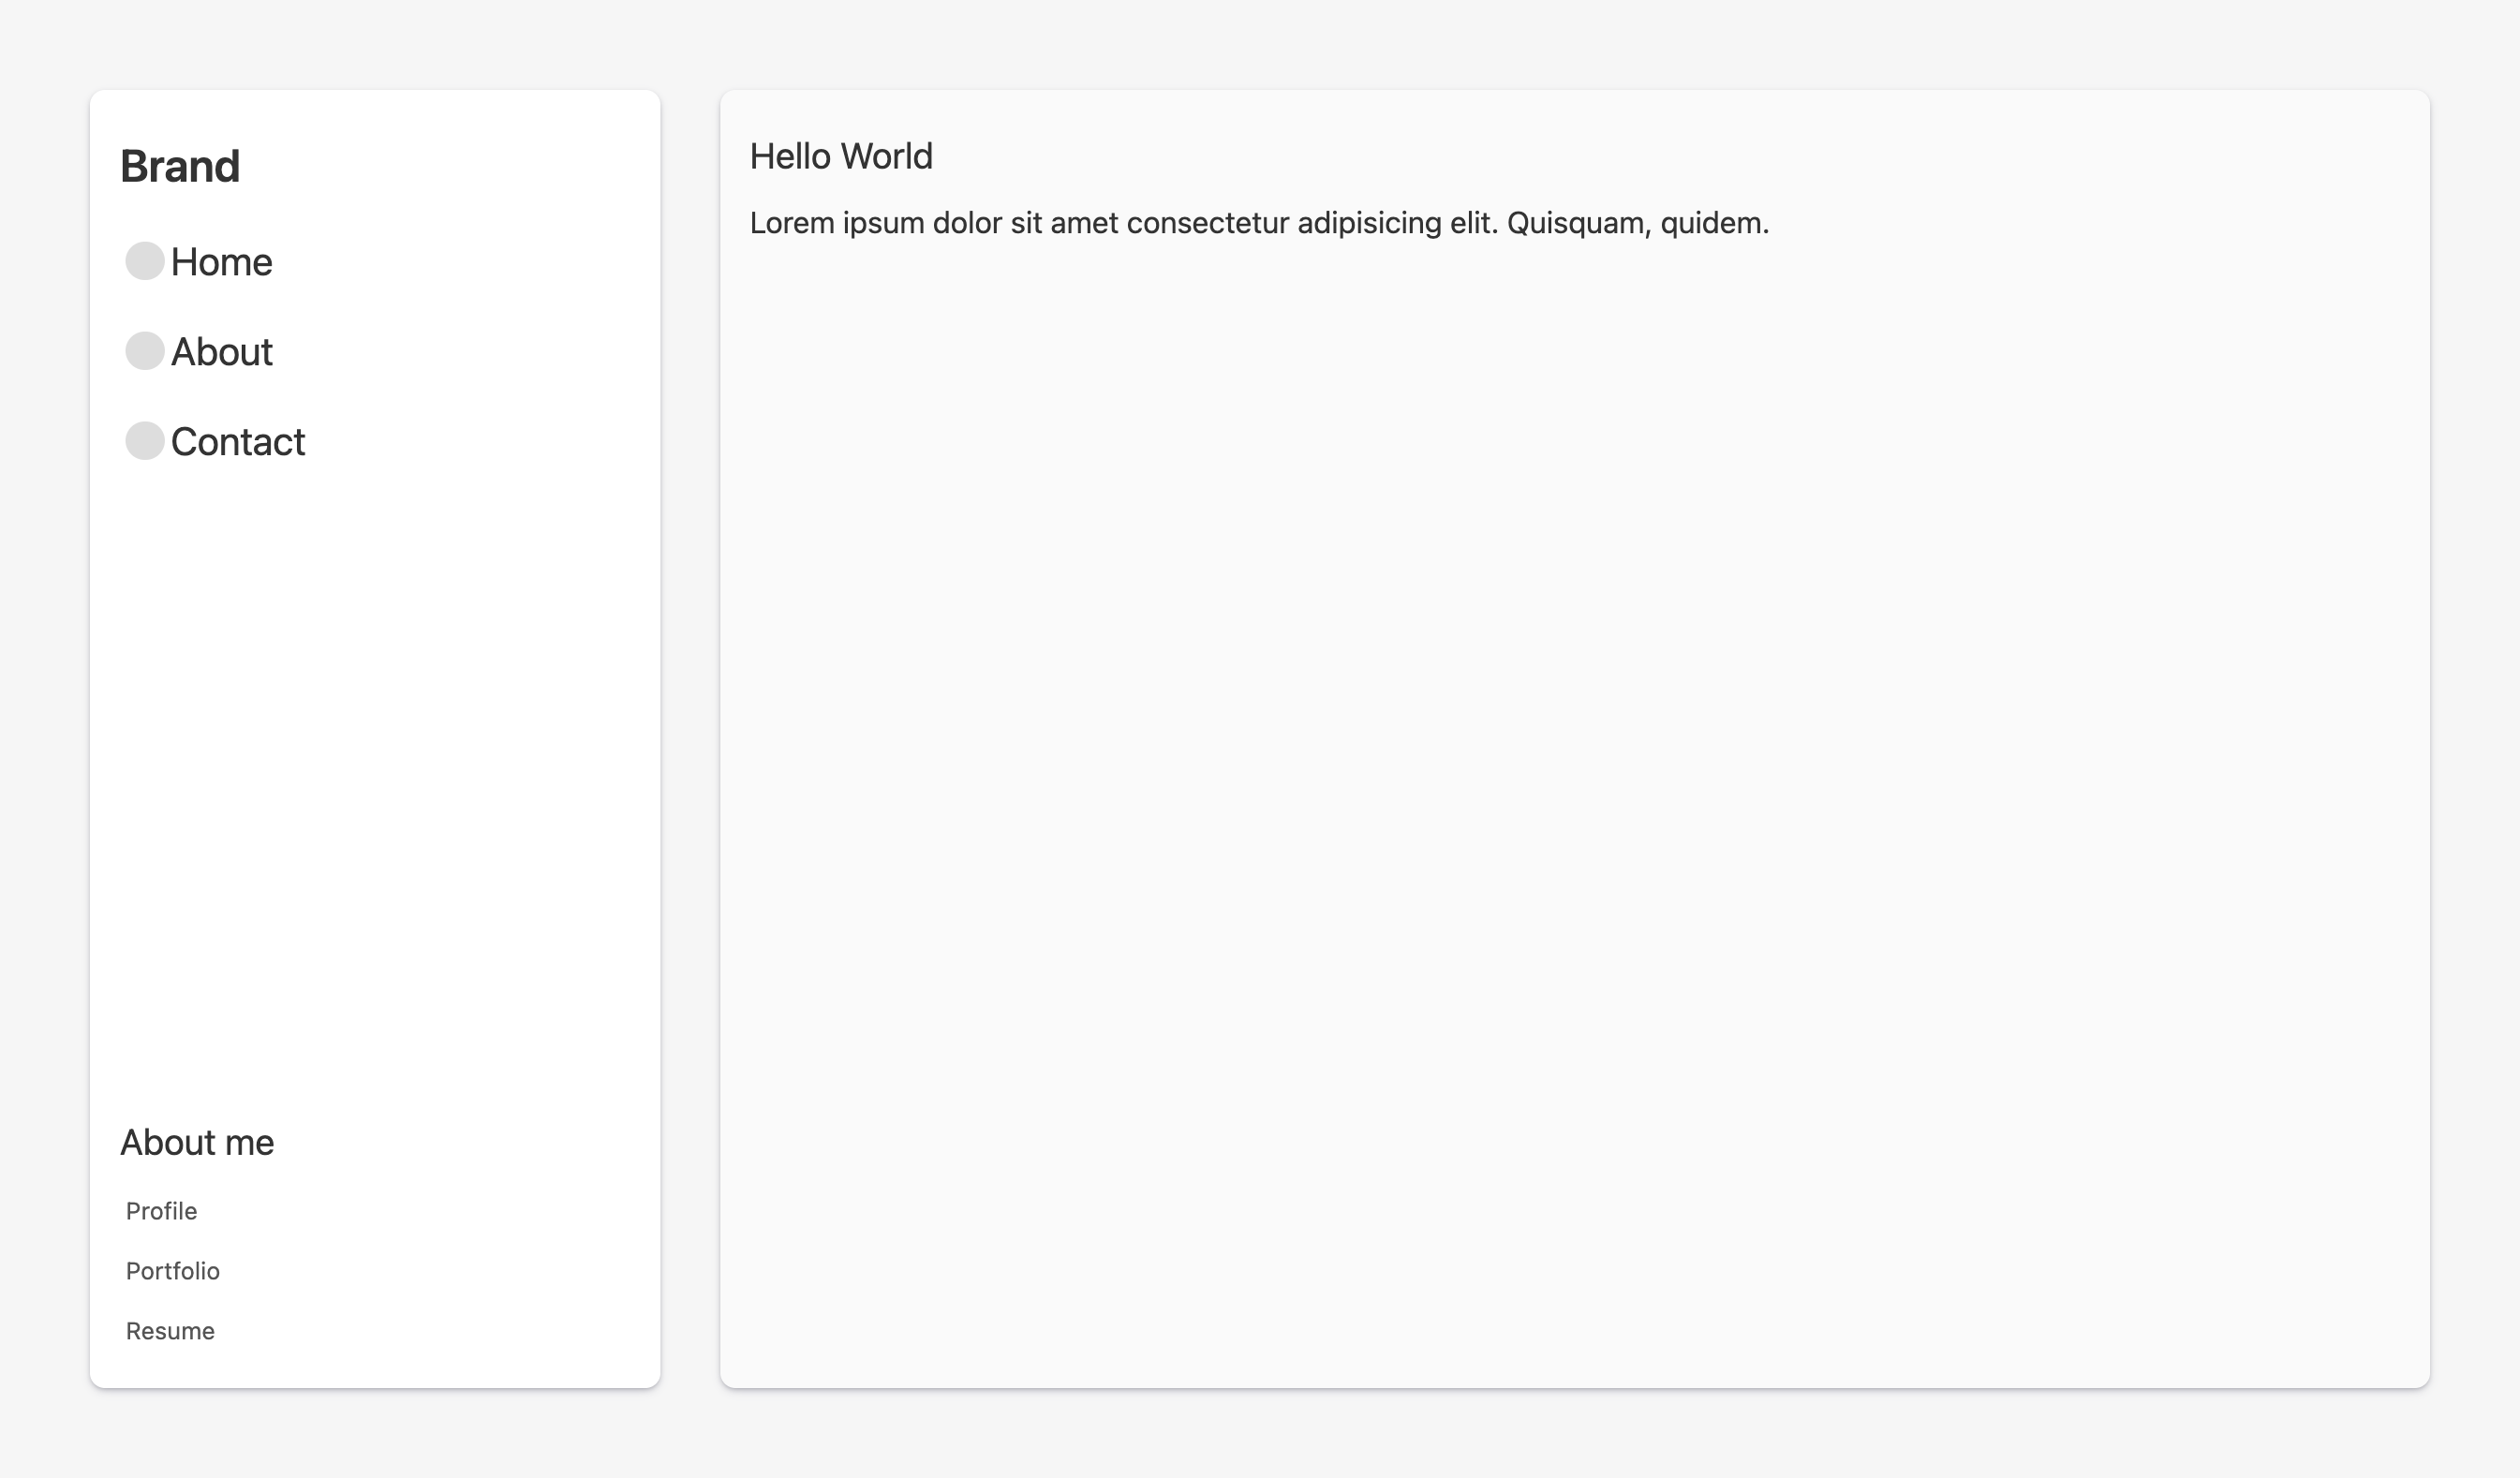 Brand
Home
About
Contact
About me
Profile
Portfolio
Resume
Hello World
Lorem ipsum dolor sit amet consectetur adipisicing elit. Quisquam, quidem.